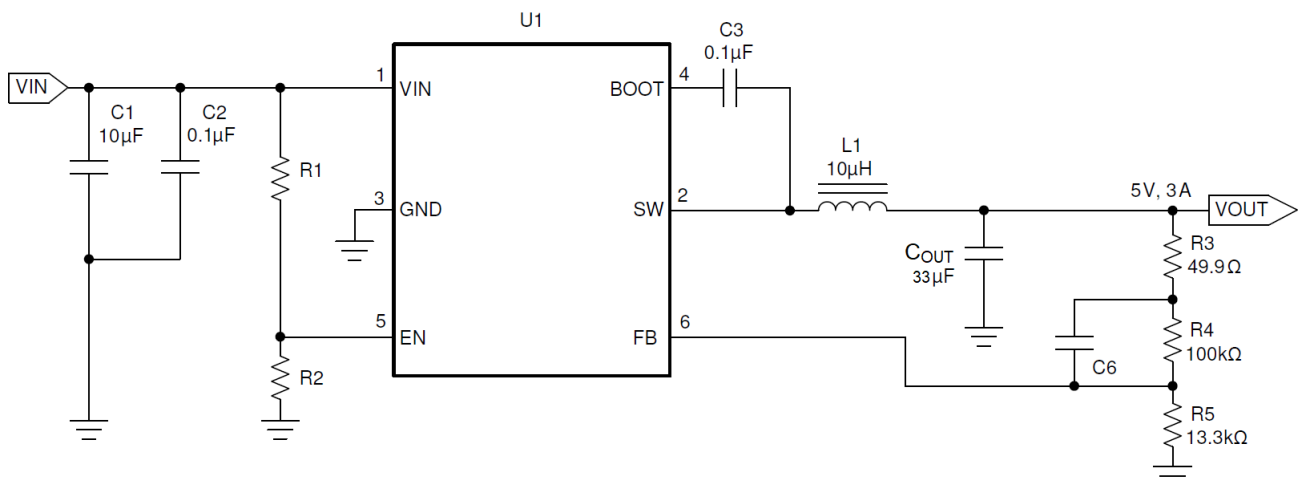 U1
C3
0.1µF
VIN
1
VIN
BOOT
4
C1
10µF
C2
0.1µF
R1
L1
10µH
3
GND
SW
2
5V, 3A
VOUT
R3
49.9Ω
COUT
33µF
5
EN
FB
6
R4
100kΩ
C6
R2
R5
13.3kΩ